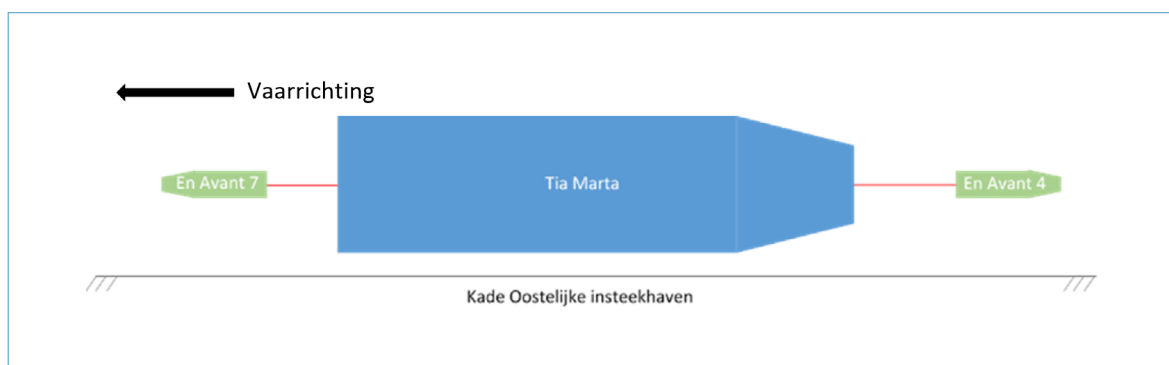 Vaarrichting
En Avant 7
Tia Marta
En Avant 4
Kade Oostelijke insteekhaven